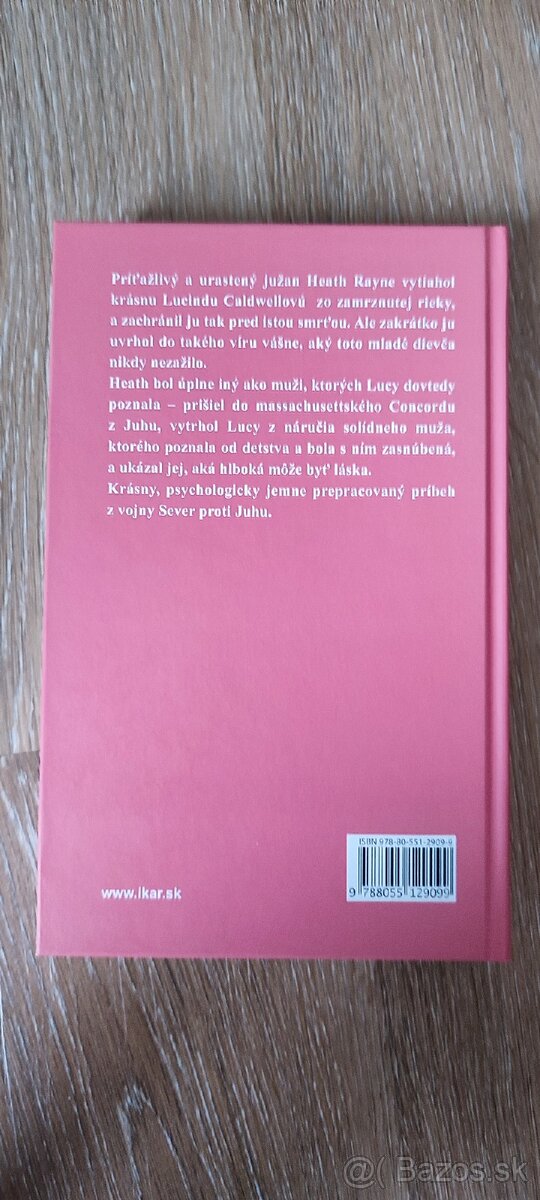 Príťažlivý a urastený južan Heath Rayne vytiahol
krásnu Lucindu Caldwellovú zo zamrznutej rieky,
a zachránil ju tak pred istou smrťou. Ale zakrátko ju
uvrhol do takého víru vášne, aký toto mladé dievča
nikdy nezažilo.
Heath bol úplne iný ako muži, ktorých Lucy dovtedy
poznala – prišiel do massachusettského Concordu
z Juhu, vytrhol Lucy z náručia solídneho muža,
ktorého poznala od detstva a bola s ním zasnúbená,
a ukázal jej, aká hlboká môže byť láska.
Krásny, psychologicky jemne prepracovaný príbeh
z vojny Sever proti Juhu.
ISBN 978-80-551-2909-9
9 788055 129099
www.ikar.sk
@( Bazos.sk